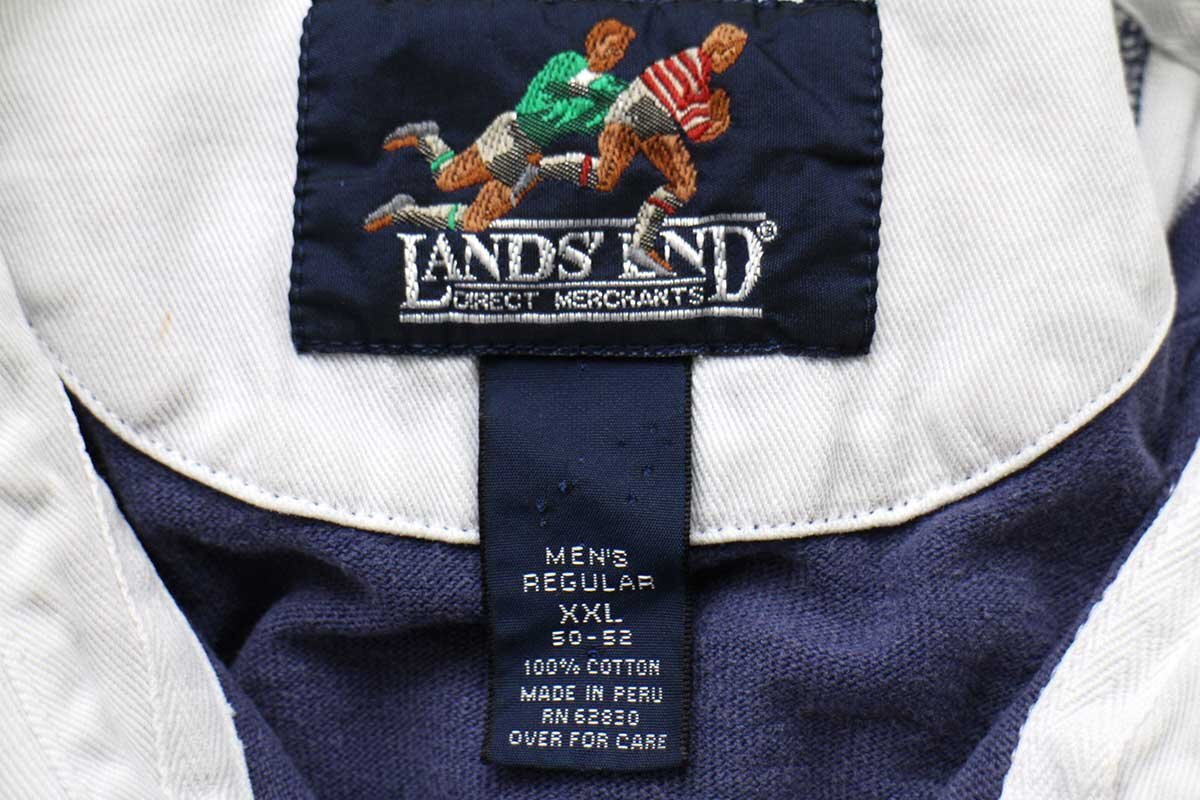 LANDS' END®
DIRECT MERCHANTS
MEN'S
REGULAR
XXL
50-52
100% COTTON
MADE IN PERU
RN 62830
OVER FOR CARE